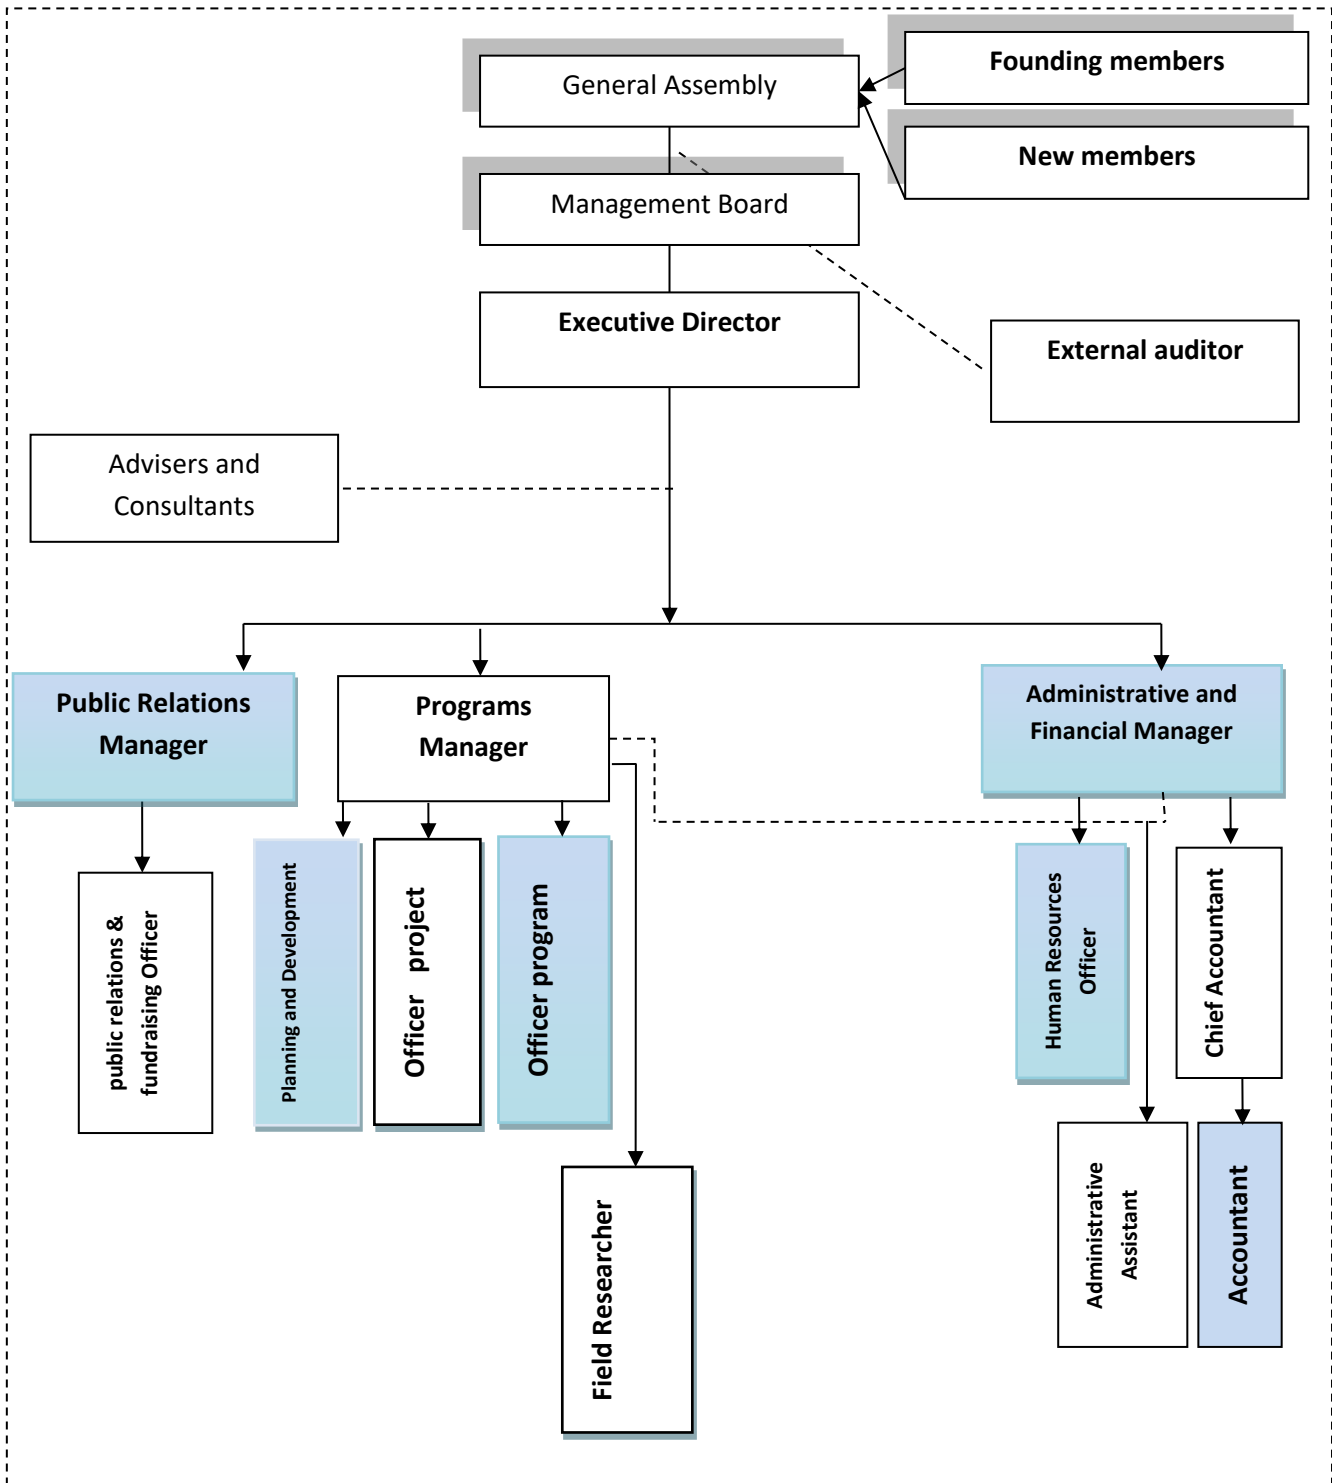 General Assembly
Founding members
New members
Management Board
Executive Director
External auditor
Advisers and
Consultants
Public Relations
Manager
Programs
Manager
Administrative and
Financial Manager
public relations &
fundraising Officer
Planning and Development
Officer project
Officer program
Human Resources
Officer
Chief Accountant
Field Researcher
Administrative
Assistant
Accountant